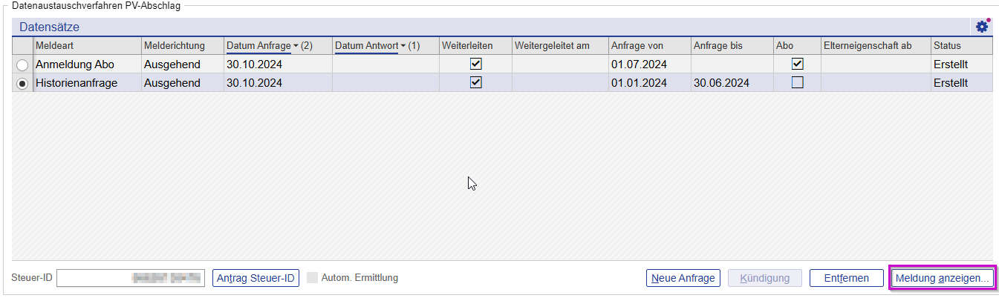 Datenaustauschverfahren PV-Abschlag
Datensätze
Meldeart Melderichtung Datum Anfrage (2) Datum Antwort (1) Weiterleiten Weitergeleitet am Anfrage von Anfrage bis Abo Elterneigenschaft ab Status
Anmeldung Abo Ausgehend 30.10.2024 01.07.2024 Erstellt
Historienanfrage Ausgehend 30.10.2024 01.01.2024 30.06.2024 Erstellt
Steuer-ID Antrag Steuer-ID Autom. Ermittlung Neue Anfrage Kündigung Entfernen Meldung anzeigen...